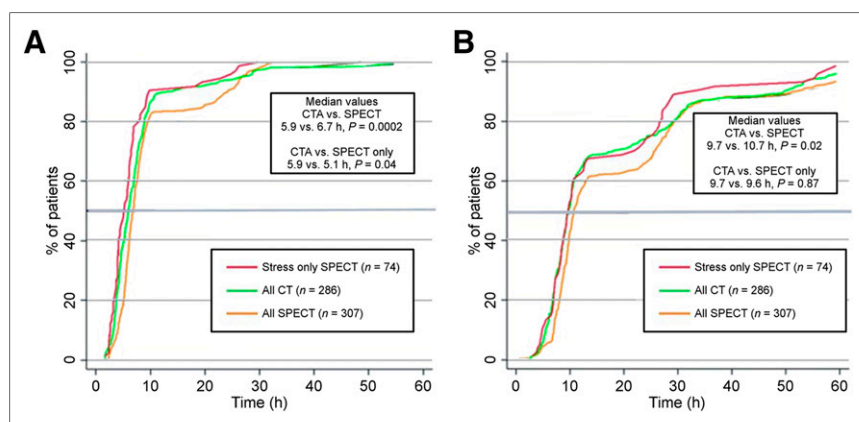 A
% of patients
100
80
60
40
20
0
Median values
CTA vs. SPECT
5.9 vs. 6.7 h, P = 0.0002
CTA vs. SPECT only
5.9 vs. 5.1 h, P = 0.04
Stress only SPECT (n = 74)
All CT (n = 286)
All SPECT (n = 307)
0 10 20 30 40 50 60
Time (h)
B
% of patients
100
80
60
40
20
0
Median values
CTA vs. SPECT
9.7 vs. 10.7 h, P = 0.02
CTA vs. SPECT only
9.7 vs. 9.6 h, P = 0.87
Stress only SPECT (n = 74)
All CT (n = 286)
All SPECT (n = 307)
0 10 20 30 40 50 60
Time (h)